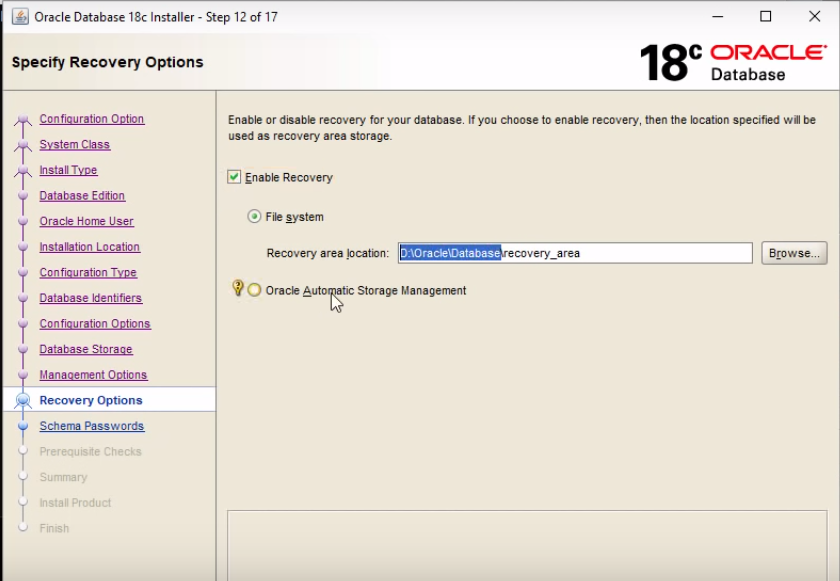 Oracle Database 18c Installer - Step 12 of 17
Specify Recovery Options
18c ORACLE®
Database
Configuration Option
System Class
Install Type
Database Edition
Oracle Home User
Installation Location
Configuration Type
Database Identifiers
Configuration Options
Database Storage
Management Options
Recovery Options
Schema Passwords
Prerequisite Checks
Summary
Install Product
Finish
Enable or disable recovery for your database. If you choose to enable recovery, then the location specified will be
used as recovery area storage.
Enable Recovery
File system
Recovery area location: D:\Oracle\Database\recovery_area Browse...
Oracle Automatic Storage Management